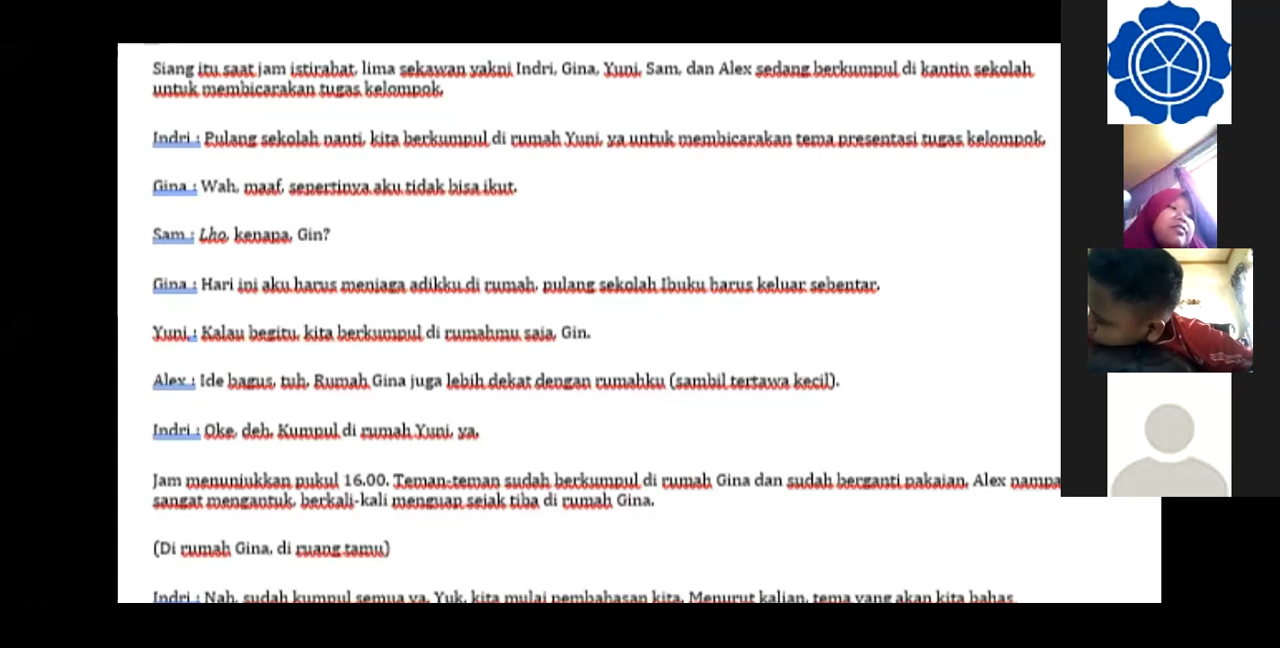 Siang itu saat jam istirahat, lima sekawan yakni Indri, Gina, Yuni, Sam, dan Alex sedang berkumpul di kantin sekolah
untuk membicarakan tugas kelompok.
Indri : Pulang sekolah nanti, kita berkumpul di rumah Yuni, ya untuk membicarakan tema presentasi tugas kelompok.
Gina : Wah, maaf, sepertinya aku tidak bisa ikut.
Sam : Lho, kenapa, Gin?
Gina : Hari ini aku harus menjaga adikku di rumah, pulang sekolah Ibuku harus keluar sebentar.
Yuni : Kalau begitu, kita berkumpul di rumahmu saja, Gin.
Alex : Ide bagus, tuh. Rumah Gina juga lebih dekat dengan rumahku (sambil tertawa kecil).
Indri : Oke, deh. Kumpul di rumah Yuni, ya.
Jam menunjukkan pukul 16.00. Teman-teman sudah berkumpul di rumah Gina dan sudah berganti pakaian. Alex nampa
sangat mengantuk, berkali-kali menguap sejak tiba di rumah Gina.
(Di rumah Gina, di ruang tamu)
Indri : Nah, sudah kumpul semua ya. Yuk, kita mulai pembahasan kita. Menurut kalian, tema yang akan kita bahas